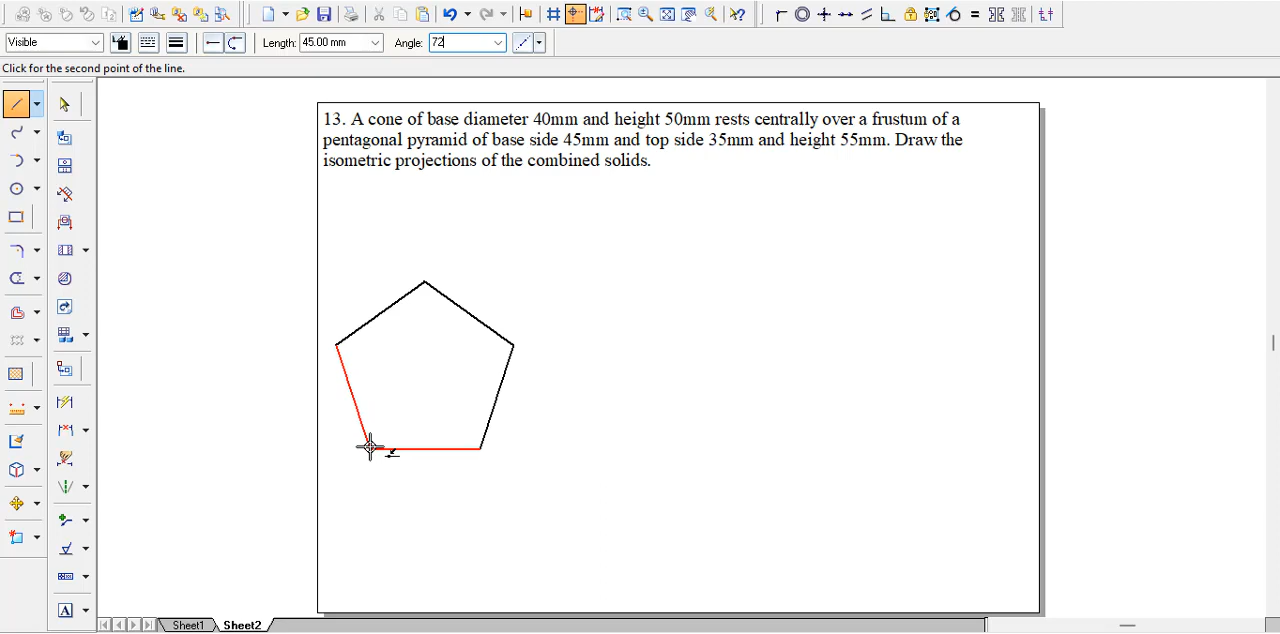 Visible
Length: 45.00 mm
Angle: 72
Click for the second point of the line.
13. A cone of base diameter 40mm and height 50mm rests centrally over a frustum of a
pentagonal pyramid of base side 45mm and top side 35mm and height 55mm. Draw the
isometric projections of the combined solids.
A
Sheet1
Sheet2